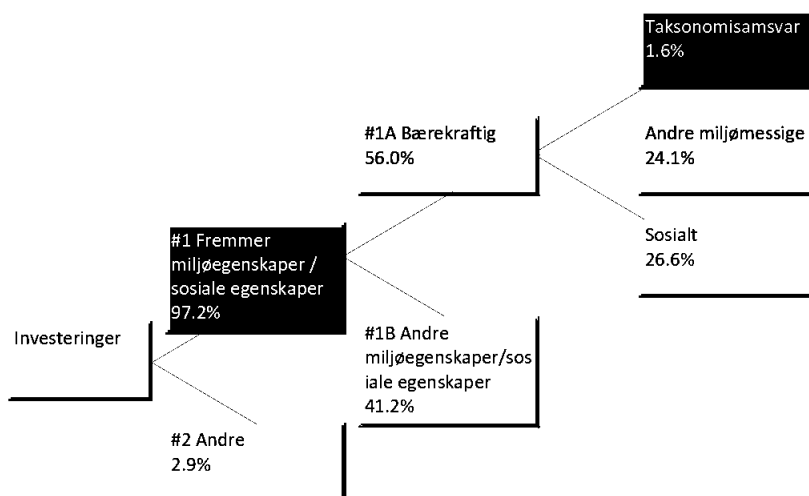 Taksonomisamsvar
1.6%
#1A Bærekraftig
56.0%
Andre miljømessige
24.1%
#1 Fremmer
miljøegenskaper /
sosiale egenskaper
97.2%
Sosialt
26.6%
Investeringer
#1B Andre
miljøegenskaper/sos
iale egenskaper
41.2%
#2 Andre
2.9%